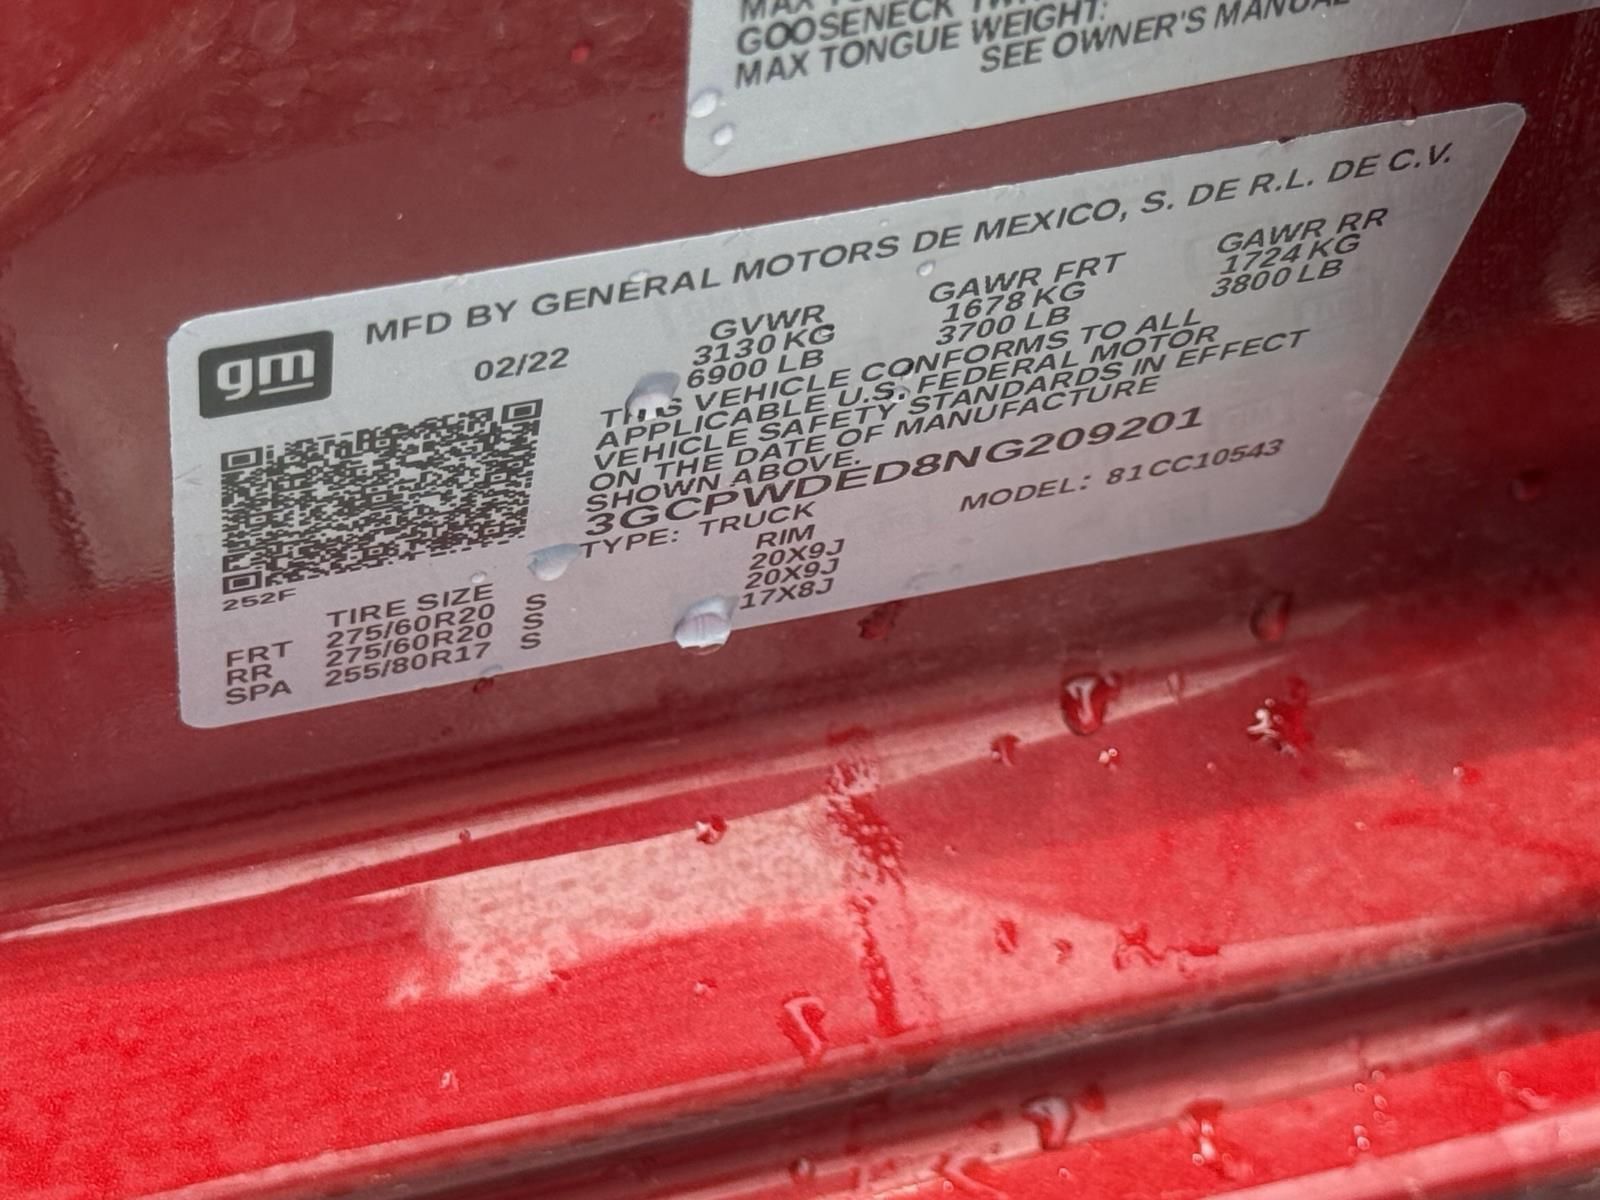 GOOSENECK
MAX TONGUE WEIGHT:
SEE OWNER'S MANUAL
MFD BY GENERAL MOTORS DE MEXICO, S. DE R.L. DE C.V.
gm
02/22
GVWR GAWR FRT GAWR RR
3130 KG 1678 KG 1724 KG
6900 LB 3700 LB 3800 LB
THIS VEHICLE CONFORMS TO ALL
APPLICABLE U.S. FEDERAL MOTOR
VEHICLE SAFETY STANDARDS IN EFFECT
ON THE DATE OF MANUFACTURE
SHOWN ABOVE.
3GCPWDED8NG209201
TYPE: TRUCK MODEL: 81CC10543
252F
TIRE SIZE RIM
FRT 275/60R20 S 20X9J
RR 275/60R20 S 20X9J
SPA 255/80R17 S 17X8J